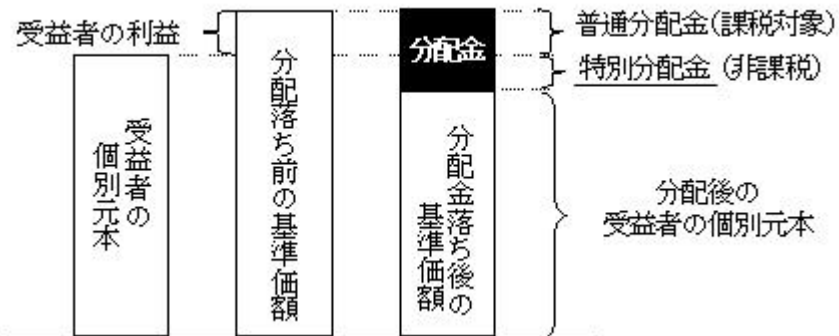 受益者の利益
受益者の
個別元本
分配落ち前の基準価額
分配金
分配金落ち後の
基準価額
普通分配金(課税対象)
特別分配金(非課税)
分配後の
受益者の個別元本